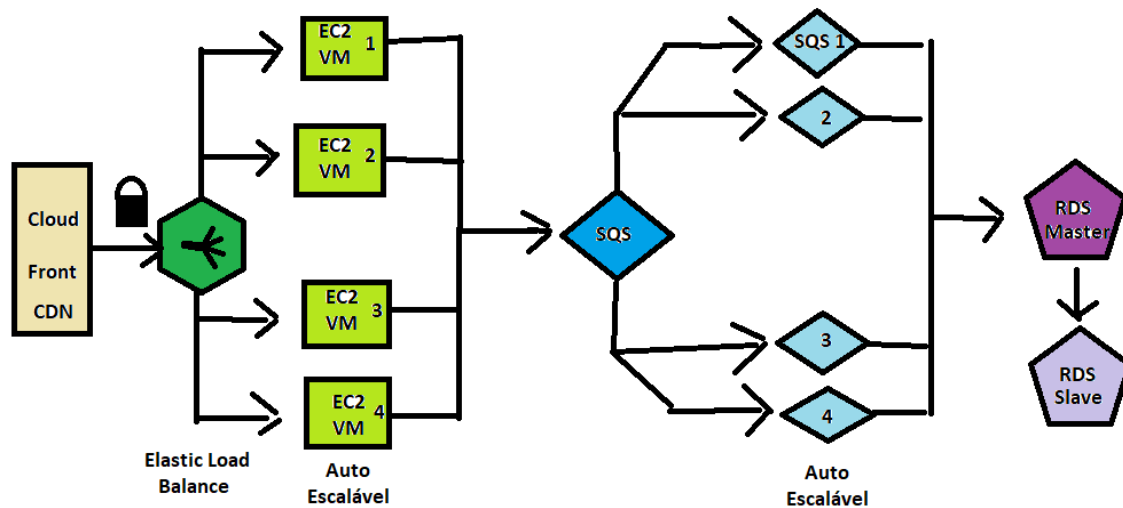 Cloud
Front
CDN
Elastic Load
Balance
EC2 1
VM
EC2
VM 2
EC2
VM 3
EC2
VM 4
Auto
Escalável
SQS
SQS 1
2
3
4
Auto
Escalável
RDS
Master
RDS
Slave